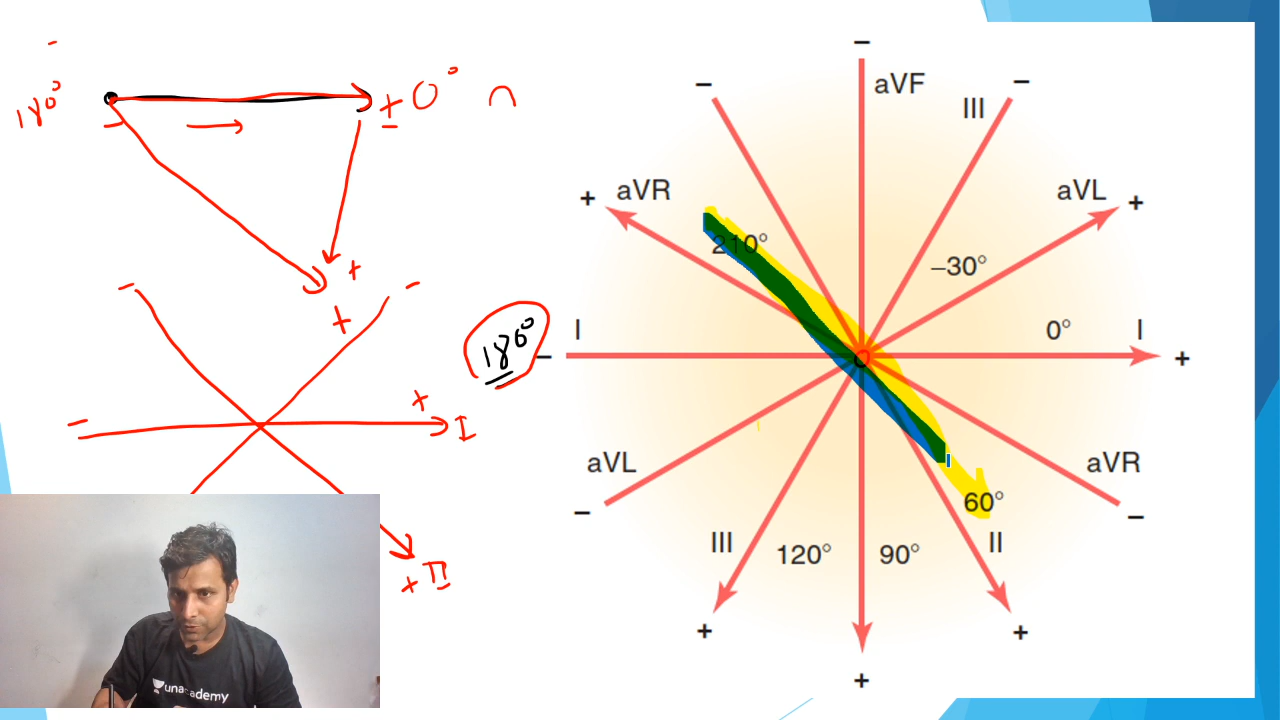 -
180° ± 0°
+
+
- -
- + I
+ II
180°
-
aVF
- -
III
+ aVR
aVL +
210°
-30°
- I
0° I +
aVL
-
aVR
-
60°
III 120° 90° II
+ +
+
unacademy